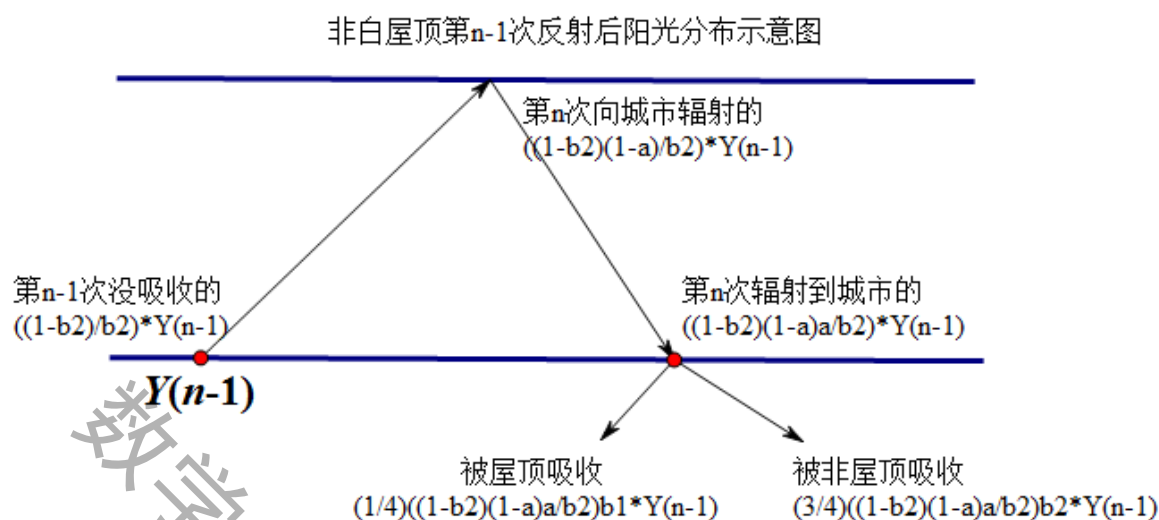 非白屋顶第n-1次反射后阳光分布示意图
第n次向城市辐射的
((1-b2)(1-a)/b2)*Y(n-1)
第n-1次没吸收的
((1-b2)/b2)*Y(n-1)
第n次辐射到城市的
((1-b2)(1-a)a/b2)*Y(n-1)
Y(n-1)
数学
被屋顶吸收
(1/4)((1-b2)(1-a)a/b2)b1*Y(n-1)
被非屋顶吸收
(3/4)((1-b2)(1-a)a/b2)b2*Y(n-1)